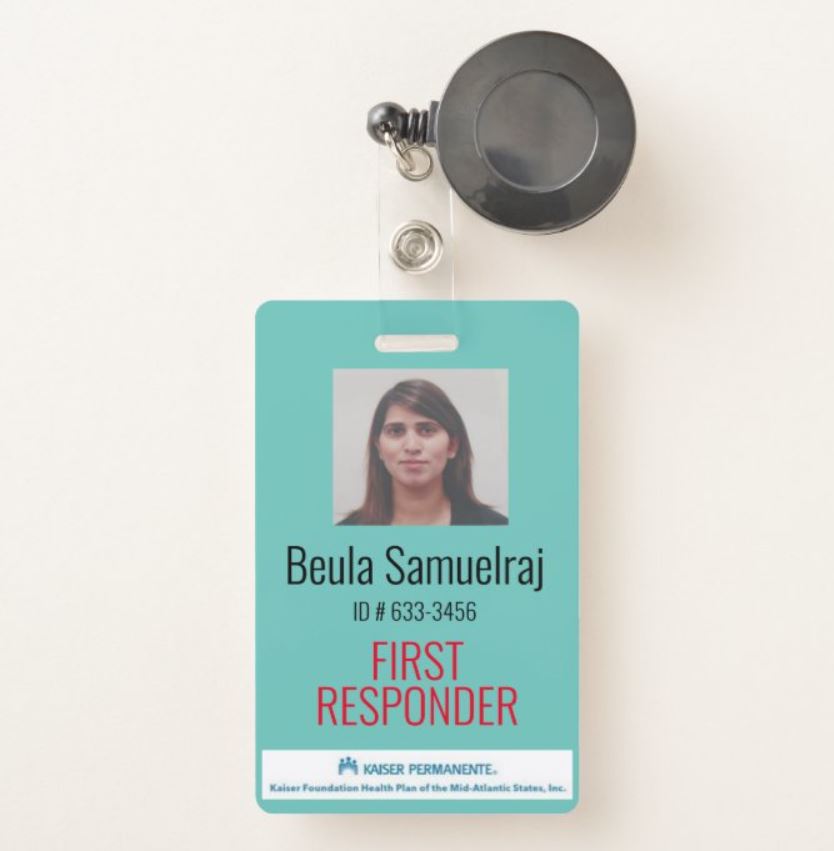 Beula Samuelraj
ID # 633-3456
FIRST
RESPONDER
KAISER PERMANENTE®
Kaiser Foundation Health Plan of the Mid-Atlantic States, Inc.